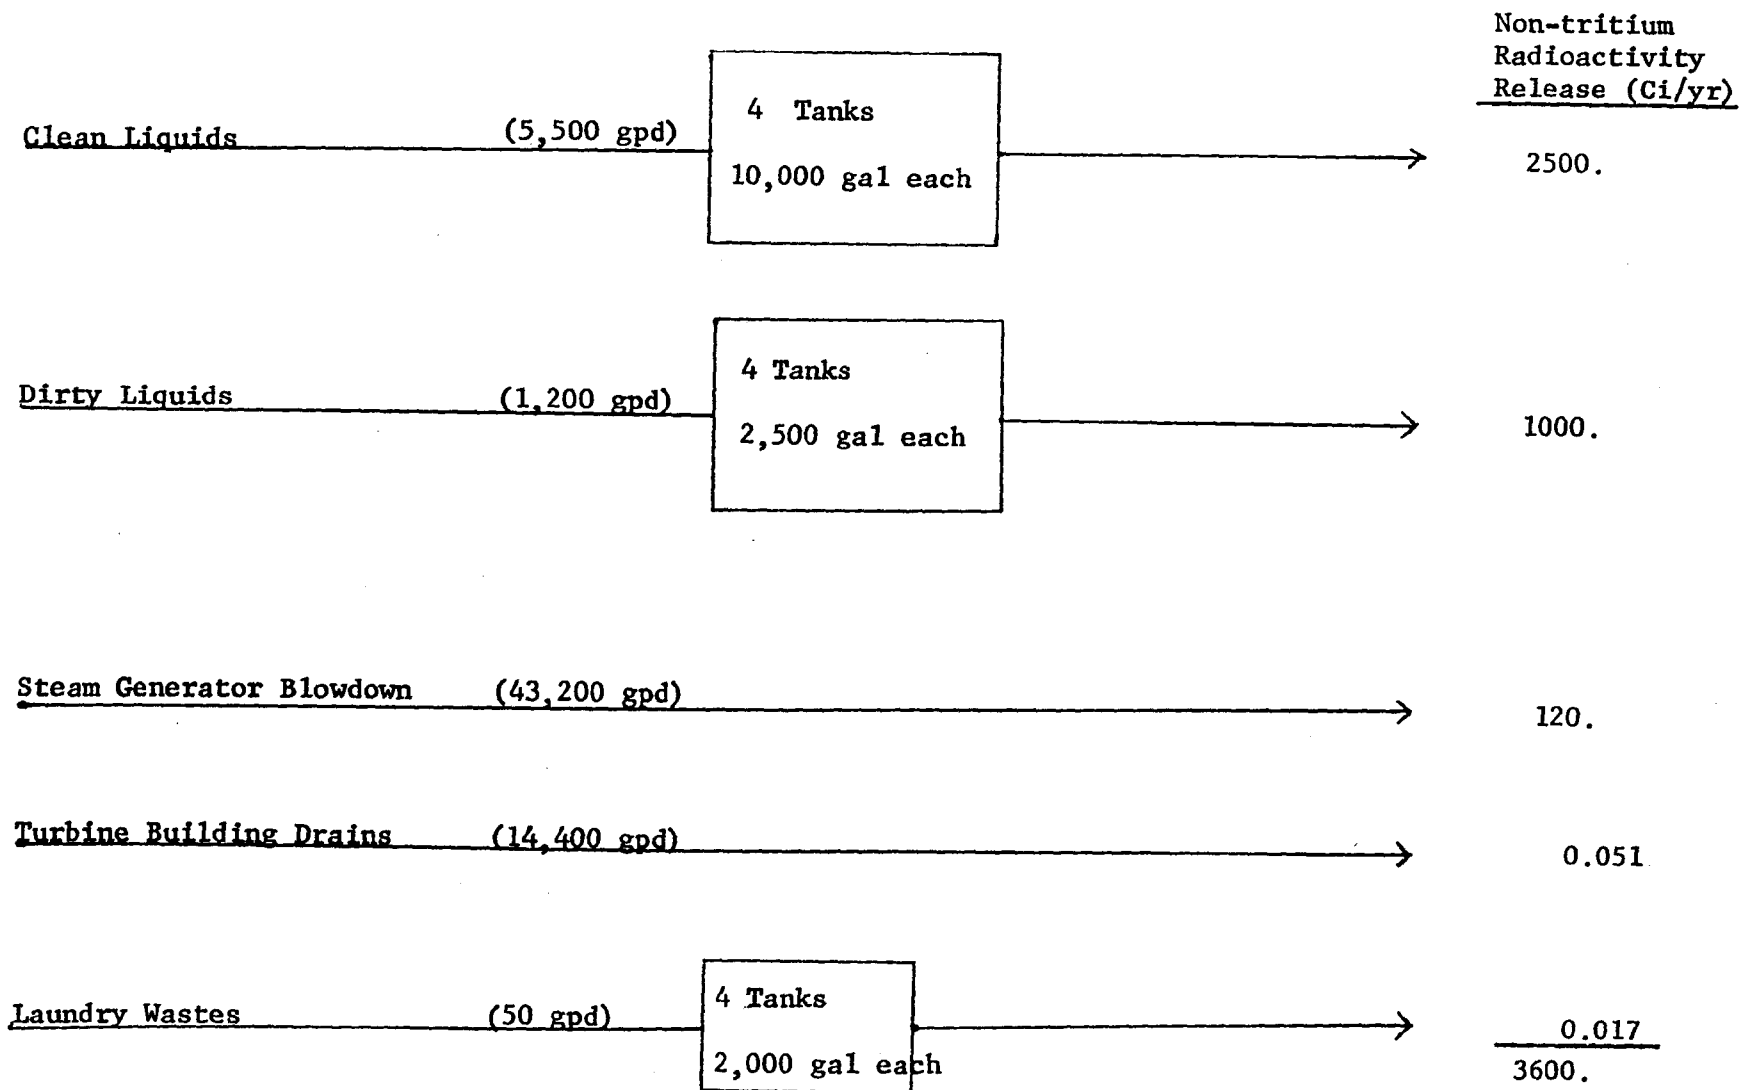 Non-tritium
Radioactivity
Release (Ci/yr)
Clean Liquids (5,500 gpd) 4 Tanks
10,000 gal each
2500.
Dirty Liquids (1,200 gpd) 4 Tanks
2,500 gal each
1000.
Steam Generator Blowdown (43,200 gpd) 120.
Turbine Building Drains (14,400 gpd) 0.051
Laundry Wastes (50 gpd) 4 Tanks
2,000 gal each
0.017
3600.